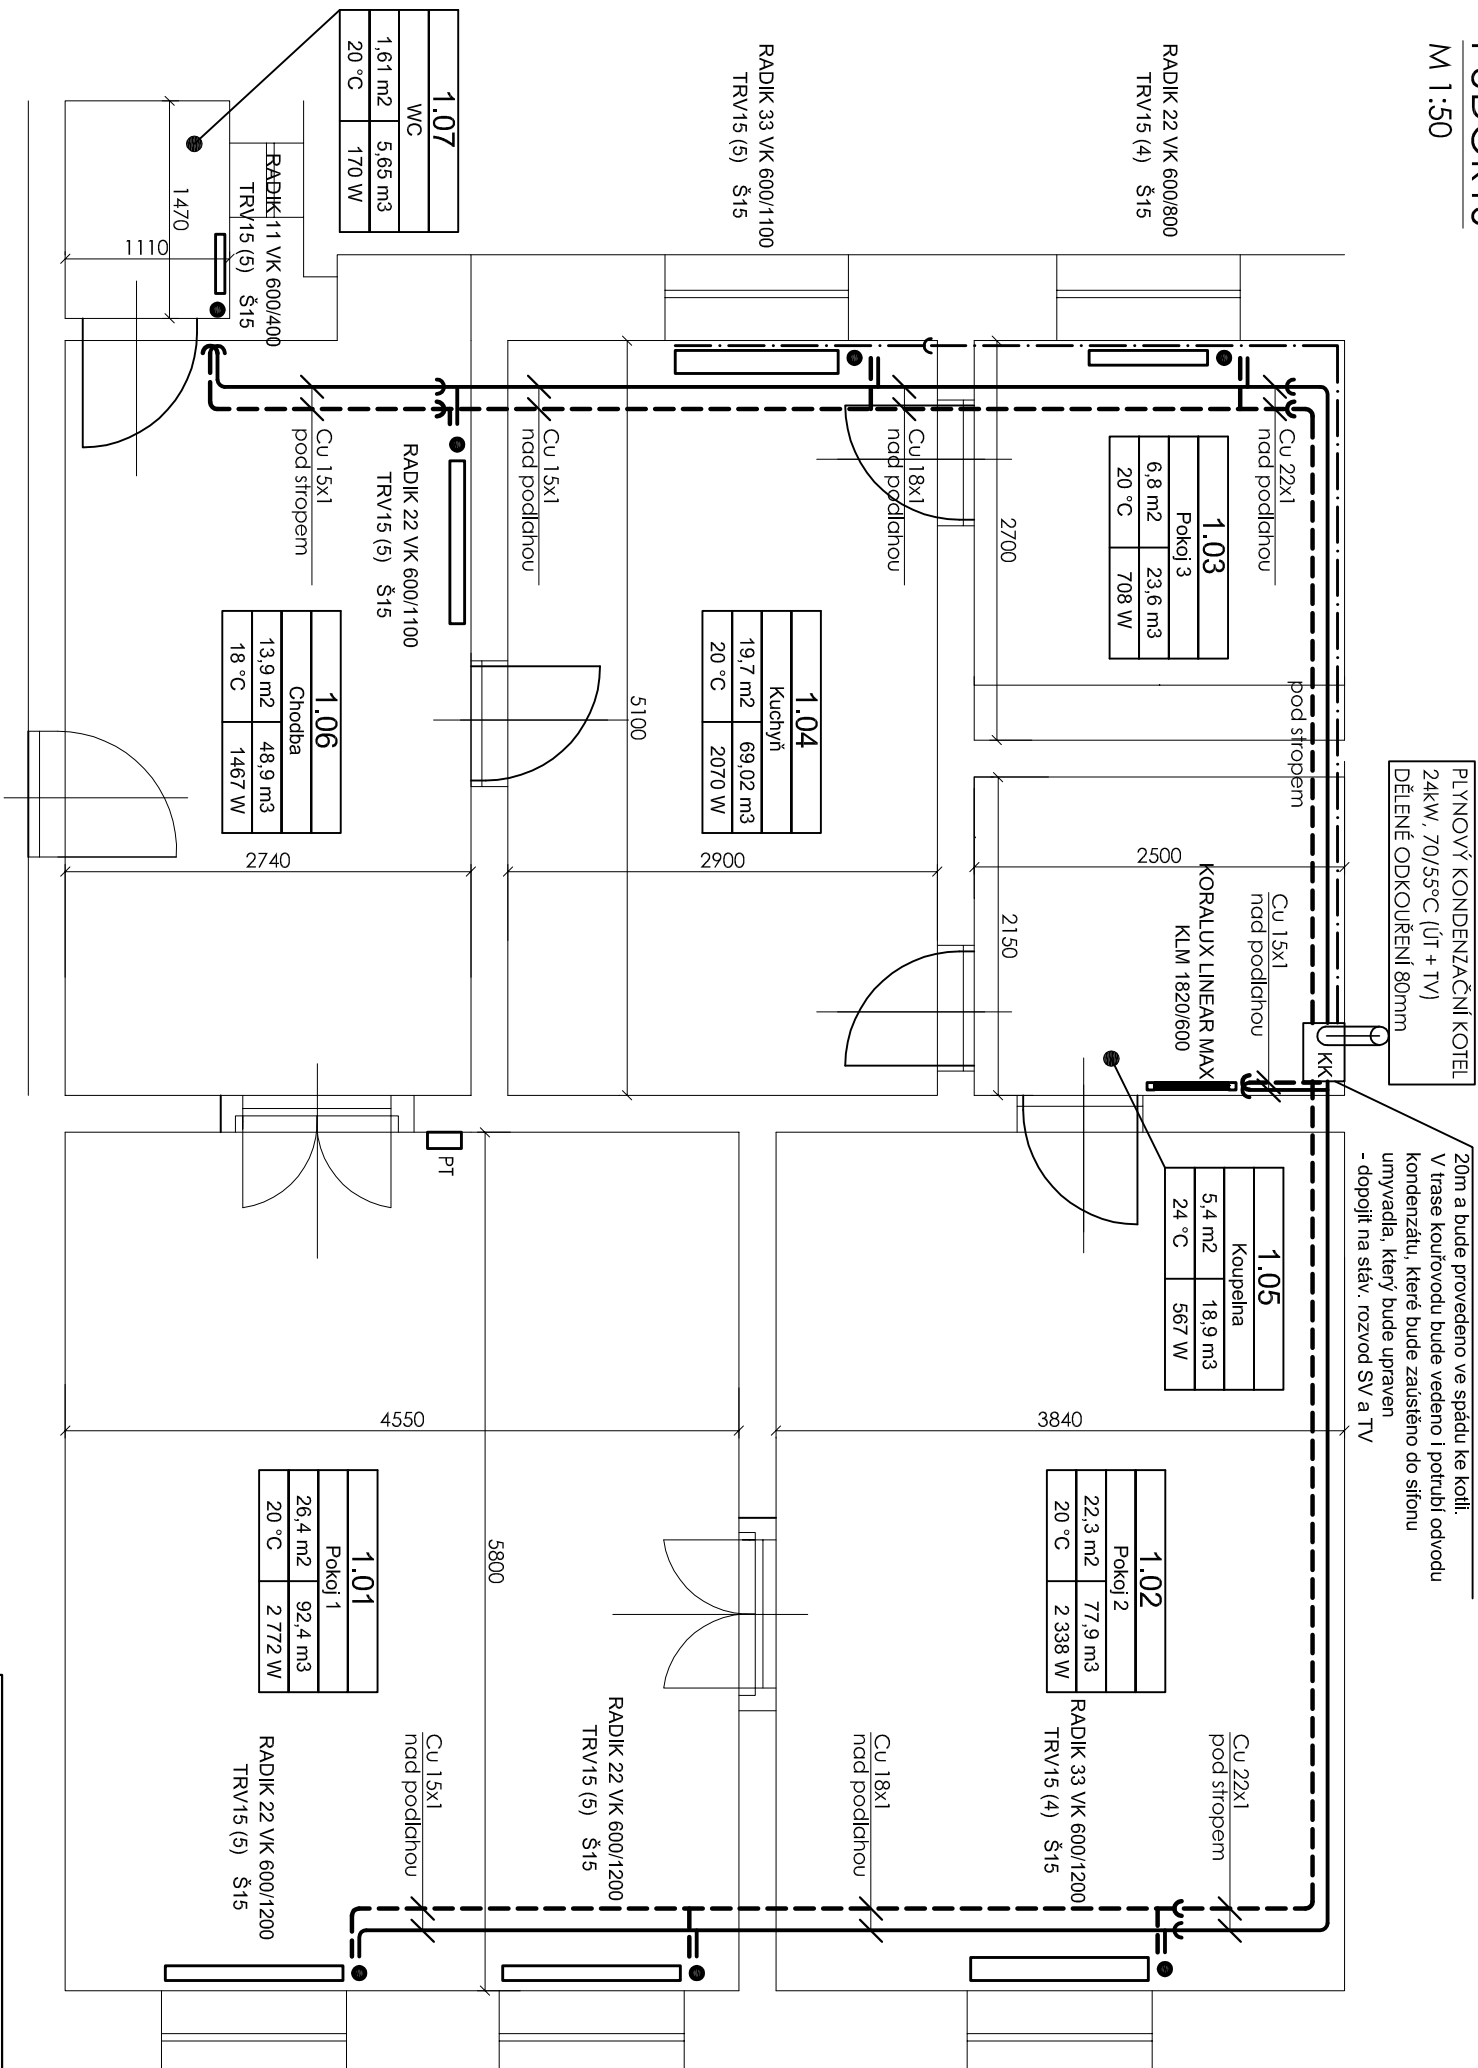 M 1:50
PLYNOVÝ KONDENZAČNÍ KOTEL
24kW, 70/55°C (ÚT + TV)
DĚLENÉ ODKOUŘENÍ 80mm
20m a bude provedeno ve spádu ke kotli.
V trase kouřovodu bude vedeno i potrubí odvodu
kondenzátu, které bude zaústěno do sifonu
umyvadla, který bude upraven
- dopojit na stáv. rozvod SV a TV
RADIK 22 VK 600/800
TRV15 (4) Š15
Cu 22x1
nad podlahou
pod stropem
KK
Cu 15x1
nad podlahou
KORALUX LINEAR MAX
KLM 1820/600
1.03
Pokoj 3
6,8 m2 23,6 m3
20 °C 708 W
2500
2700
2150
1.05
Koupelna
5,4 m2 18,9 m3
24 °C 567 W
3840
1.02
Pokoj 2
22,3 m2 77,9 m3
20 °C 2 338 W
Cu 22x1
pod stropem
RADIK 33 VK 600/1200
TRV15 (4) Š15
Cu 18x1
nad podlahou
RADIK 33 VK 600/1100
TRV15 (5) Š15
Cu 18x1
nad podlahou
1.04
Kuchyň
19,7 m2 69,02 m3
20 °C 2070 W
2900
5100
Cu 15x1
nad podlahou
RADIK 22 VK 600/1200
TRV15 (5) Š15
5800
4550
PT
1.01
Pokoj 1
26,4 m2 92,4 m3
20 °C 2 772 W
Cu 15x1
nad podlahou
RADIK 22 VK 600/1200
TRV15 (5) Š15
1.07
WC
1,61 m2 5,65 m3
20 °C 170 W
RADIK 22 VK 600/1100
TRV15 (5) Š15
Cu 15x1
pod stropem
1.06
Chodba
13,9 m2 48,9 m3
18 °C 1467 W
2740
RADIK 11 VK 600/400
TRV15 (5) Š15
1470
1110